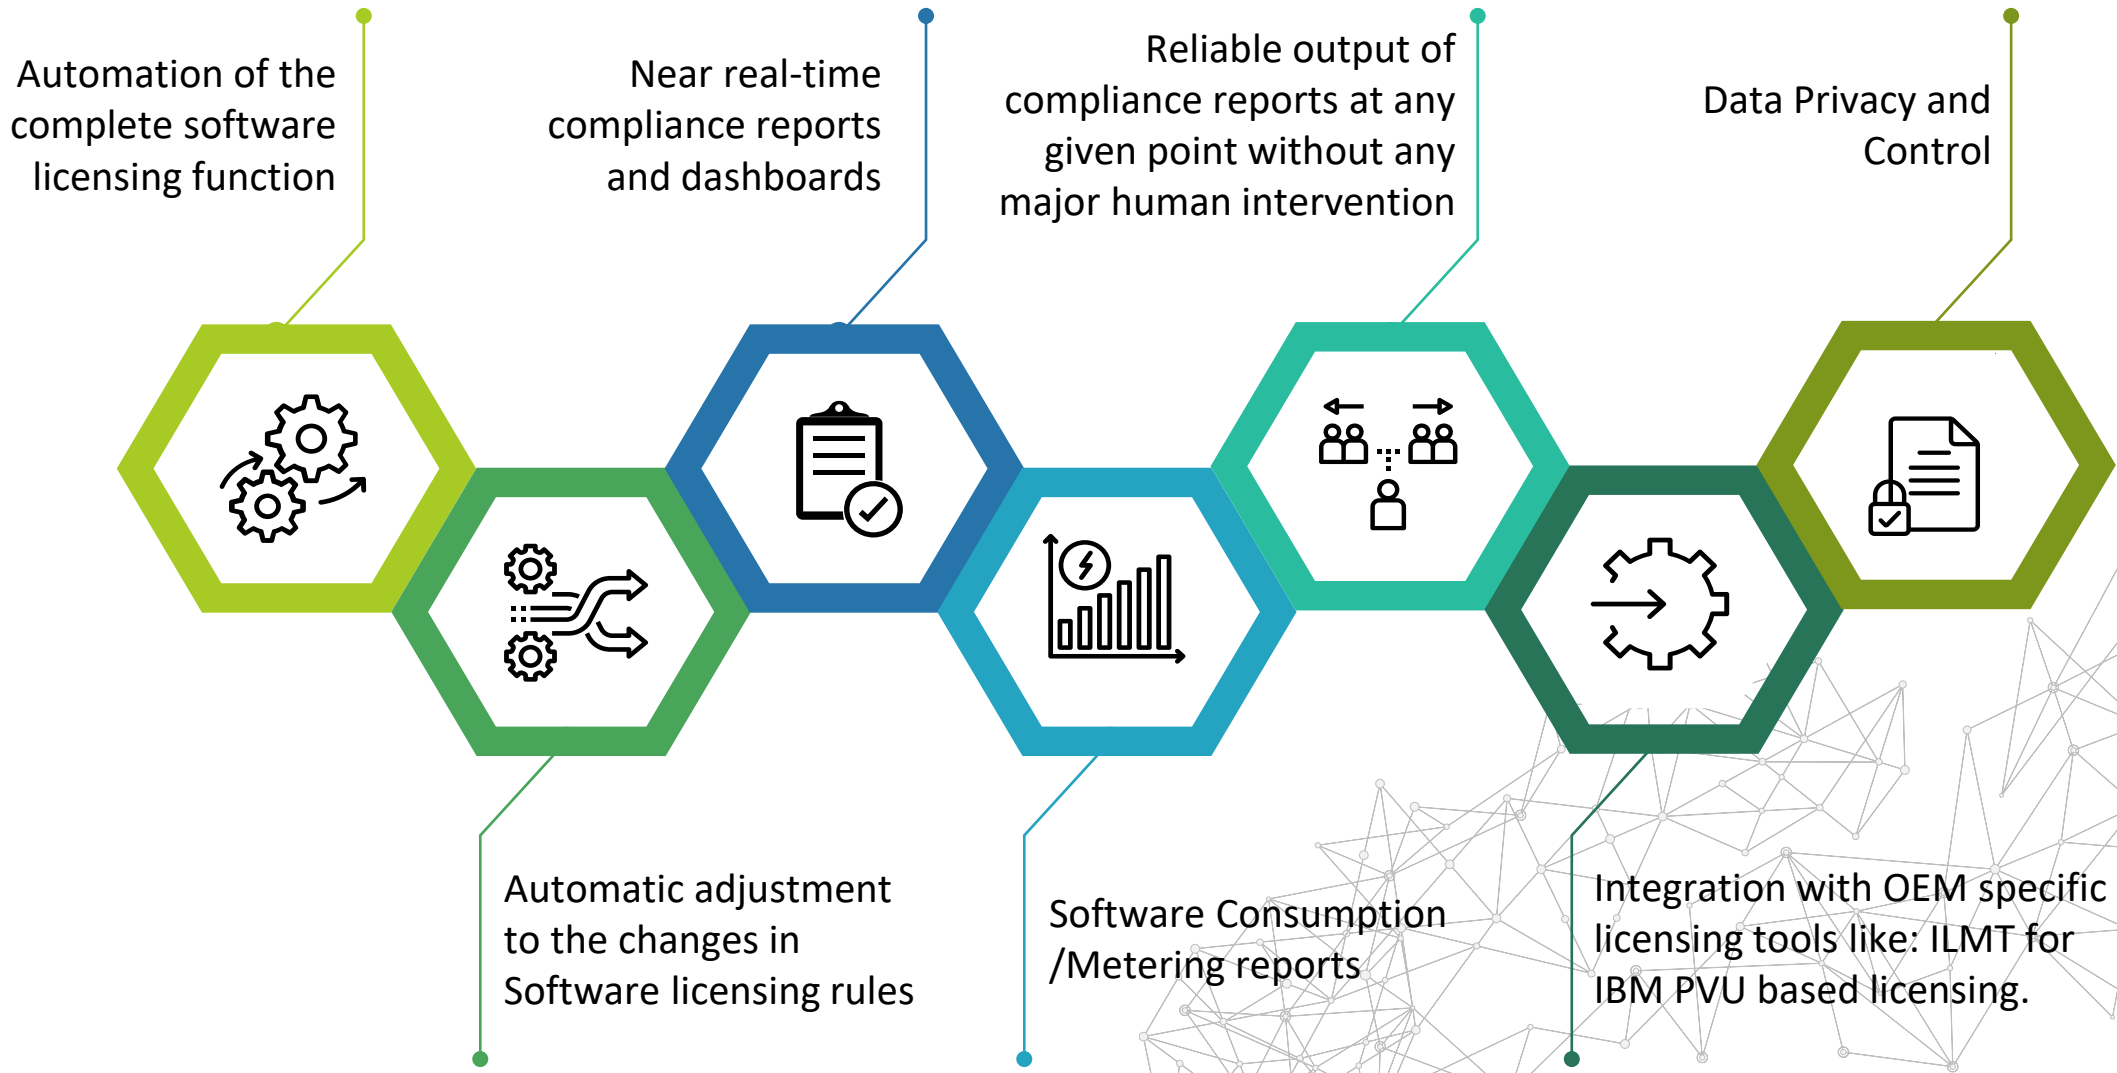 Automation of the
complete software
licensing function
Near real-time
compliance reports
and dashboards
Reliable output of
compliance reports at any
given point without any
major human intervention
Data Privacy and
Control
Automatic adjustment
to the changes in
Software licensing rules
Software Consumption
/Metering reports
Integration with OEM specific
licensing tools like: ILMT for
IBM PVU based licensing.